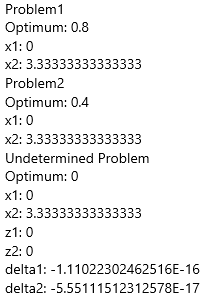 Problem1
Optimum: 0.8
x1: 0
x2: 3.33333333333333
Problem2
Optimum: 0.4
x1: 0
x2: 3.33333333333333
Undetermined Problem
Optimum: 0
x1: 0
x2: 3.33333333333333
z1: 0
z2: 0
delta1: -1.11022302462516E-16
delta2: -5.55111512312578E-17